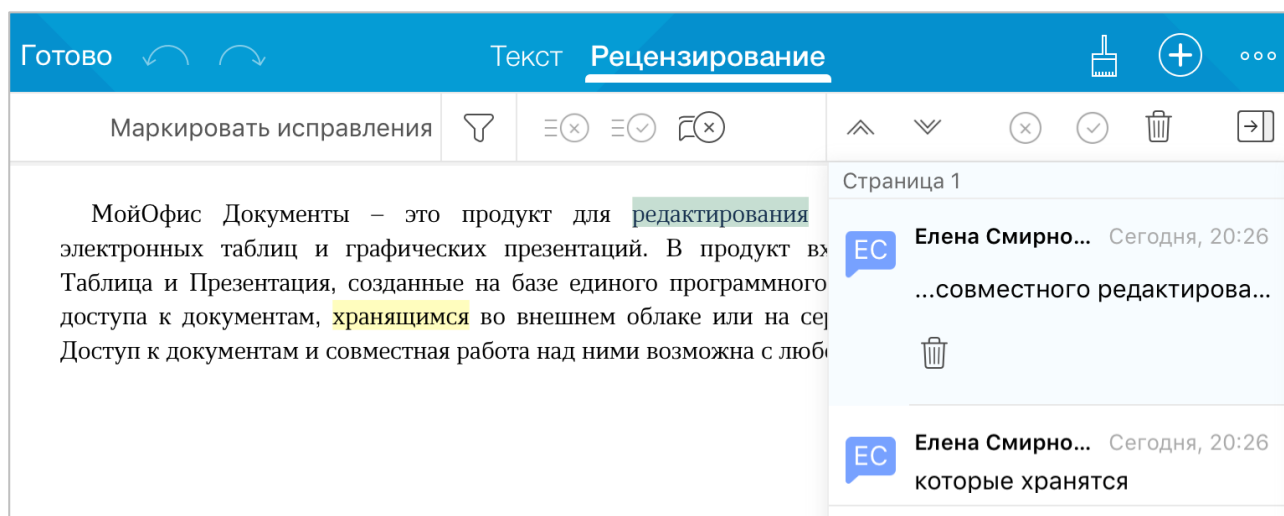 Готово Текст Рецензирование
Маркировать исправления
МойОфис Документы – это продукт для редактирования
электронных таблиц и графических презентаций. В продукт вх
Таблица и Презентация, созданные на базе единого программного
доступа к документам, хранящимся во внешнем облаке или на сер
Доступ к документам и совместная работа над ними возможна с любо
Страница 1
ЕС Елена Смирно... Сегодня, 20:26
...совместного редактирова...
ЕС Елена Смирно... Сегодня, 20:26
которые хранятся